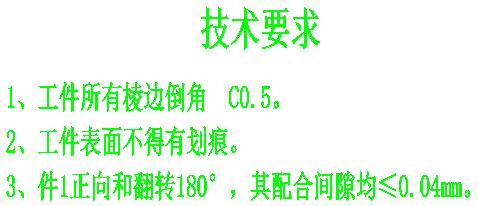 技术要求
1、工件所有棱边倒角 C0.5。
2、工件表面不得有划痕。
3、件1正向和翻转180°，其配合间隙均≤0.04mm。